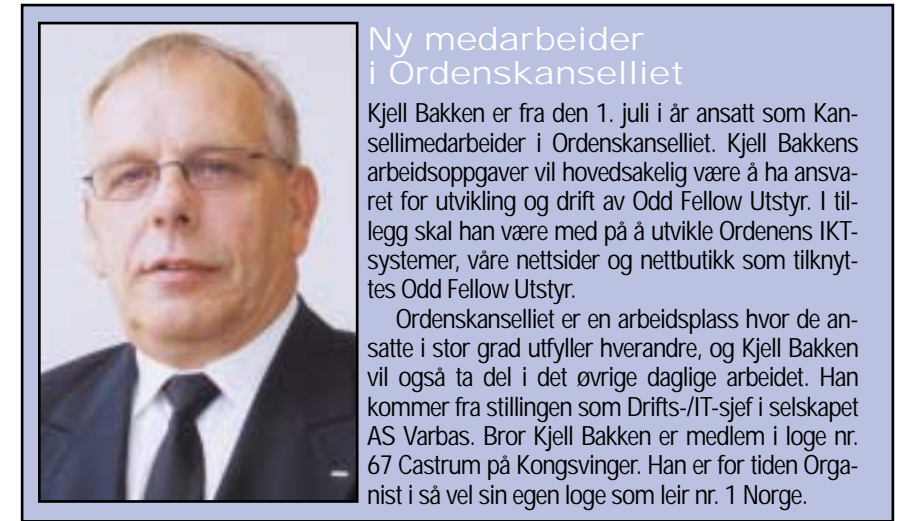 Ny medarbeider
i Ordenskanselliet
Kjell Bakken er fra den 1. juli i år ansatt som Kan-
sellimedarbeider i Ordenskanselliet. Kjell Bakkens
arbeidsoppgaver vil hovedsakelig være å ha ansva-
ret for utvikling og drift av Odd Fellow Utstyr. I til-
legg skal han være med på å utvikle Ordenens IKT-
systemer, våre nettsider og nettbutikk som tilknyt-
tes Odd Fellow Utstyr.
Ordenskanselliet er en arbeidsplass hvor de an-
satte i stor grad utfyller hverandre, og Kjell Bakken
vil også ta del i det øvrige daglige arbeidet. Han
kommer fra stillingen som Drifts-/IT-sjef i selskapet
AS Varbas. Bror Kjell Bakken er medlem i loge nr.
67 Castrum på Kongsvinger. Han er for tiden Orga-
nist i så vel sin egen loge som leir nr. 1 Norge.